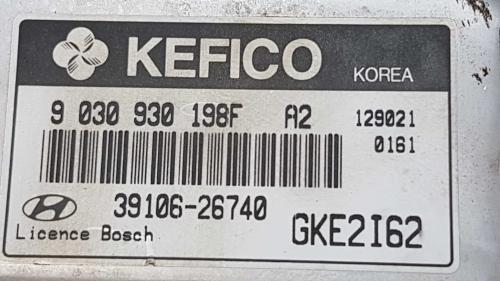 KEFICO KOREA
9 030 930 198F A2 129021
0161
39106-26740
Licence Bosch GKE2I62